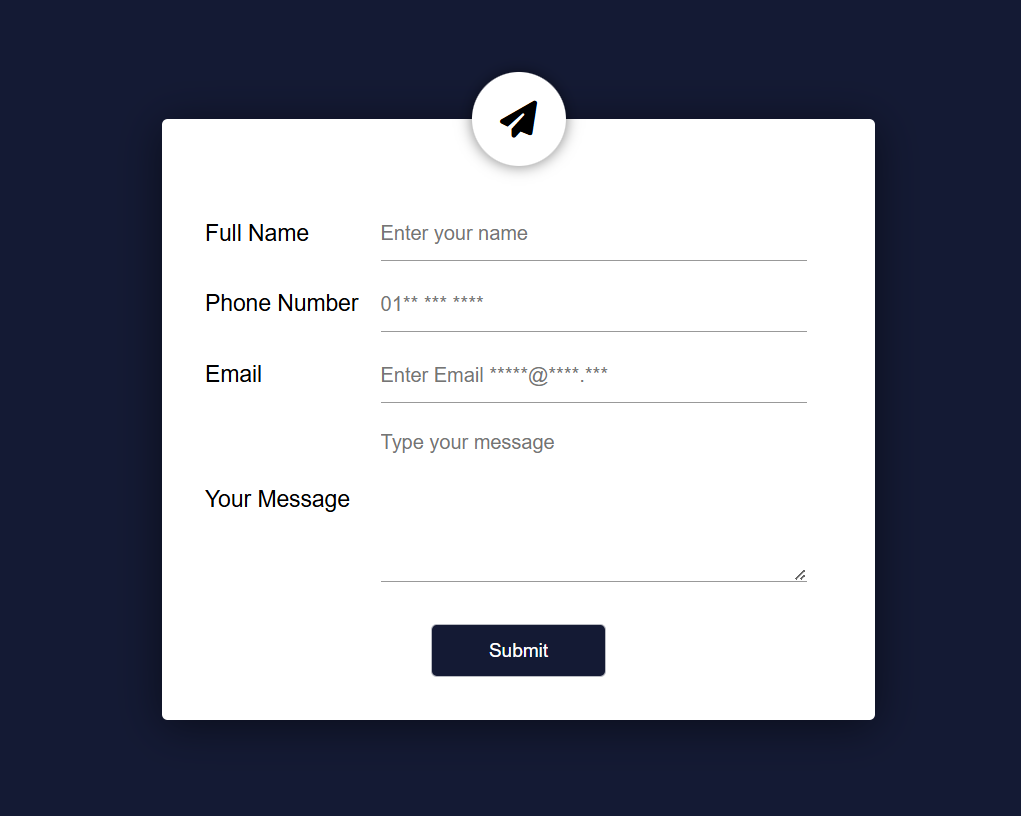 Full Name Enter your name
Phone Number 01** *** ****
Email Enter Email *****@****.***
Type your message
Your Message
Submit